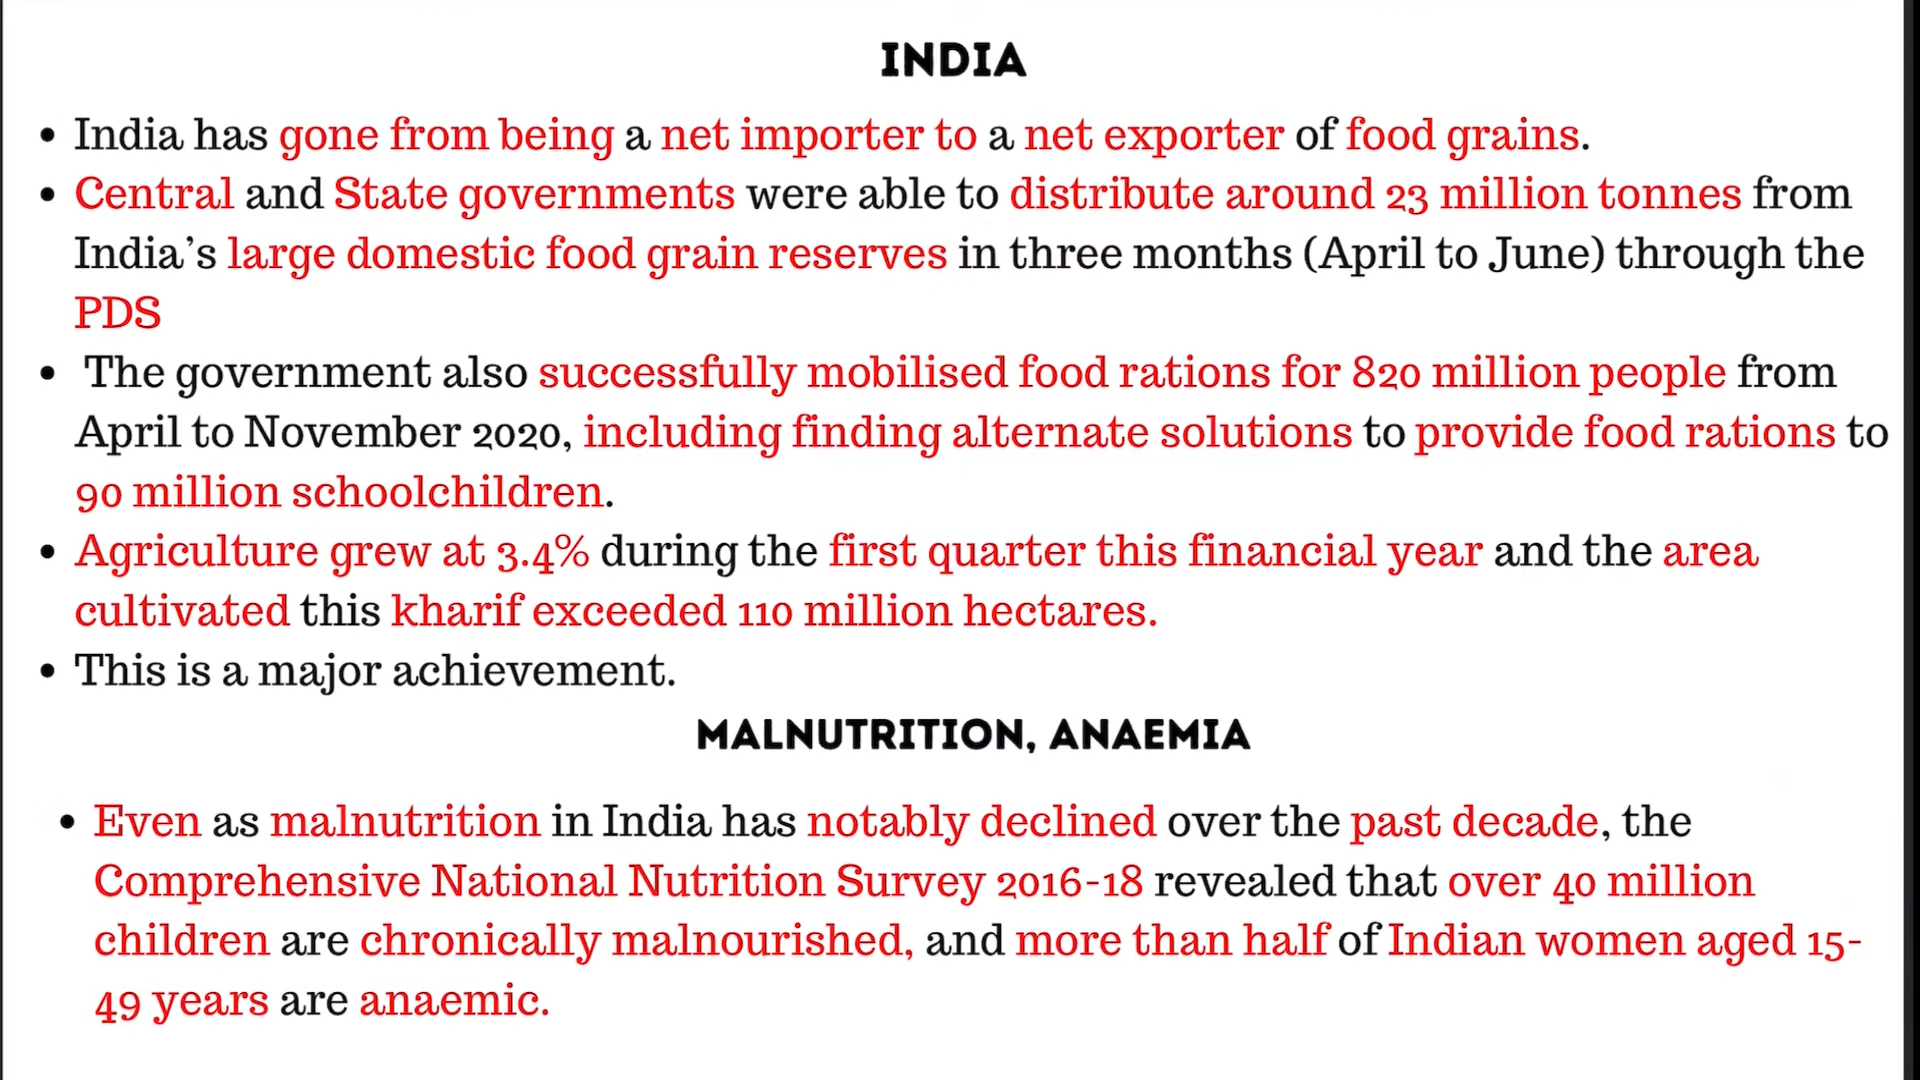 INDIA
• India has gone from being a net importer to a net exporter of food grains.
• Central and State governments were able to distribute around 23 million tonnes from
India's large domestic food grain reserves in three months (April to June) through the
PDS
• The government also successfully mobilised food rations for 820 million people from
April to November 2020, including finding alternate solutions to provide food rations to
90 million schoolchildren.
• Agriculture grew at 3.4% during the first quarter this financial year and the area
cultivated this kharif exceeded 110 million hectares.
• This is a major achievement.
MALNUTRITION, ANAEMIA
• Even as malnutrition in India has notably declined over the past decade, the
Comprehensive National Nutrition Survey 2016-18 revealed that over 40 million
children are chronically malnourished, and more than half of Indian women aged 15-
49 years are anaemic.